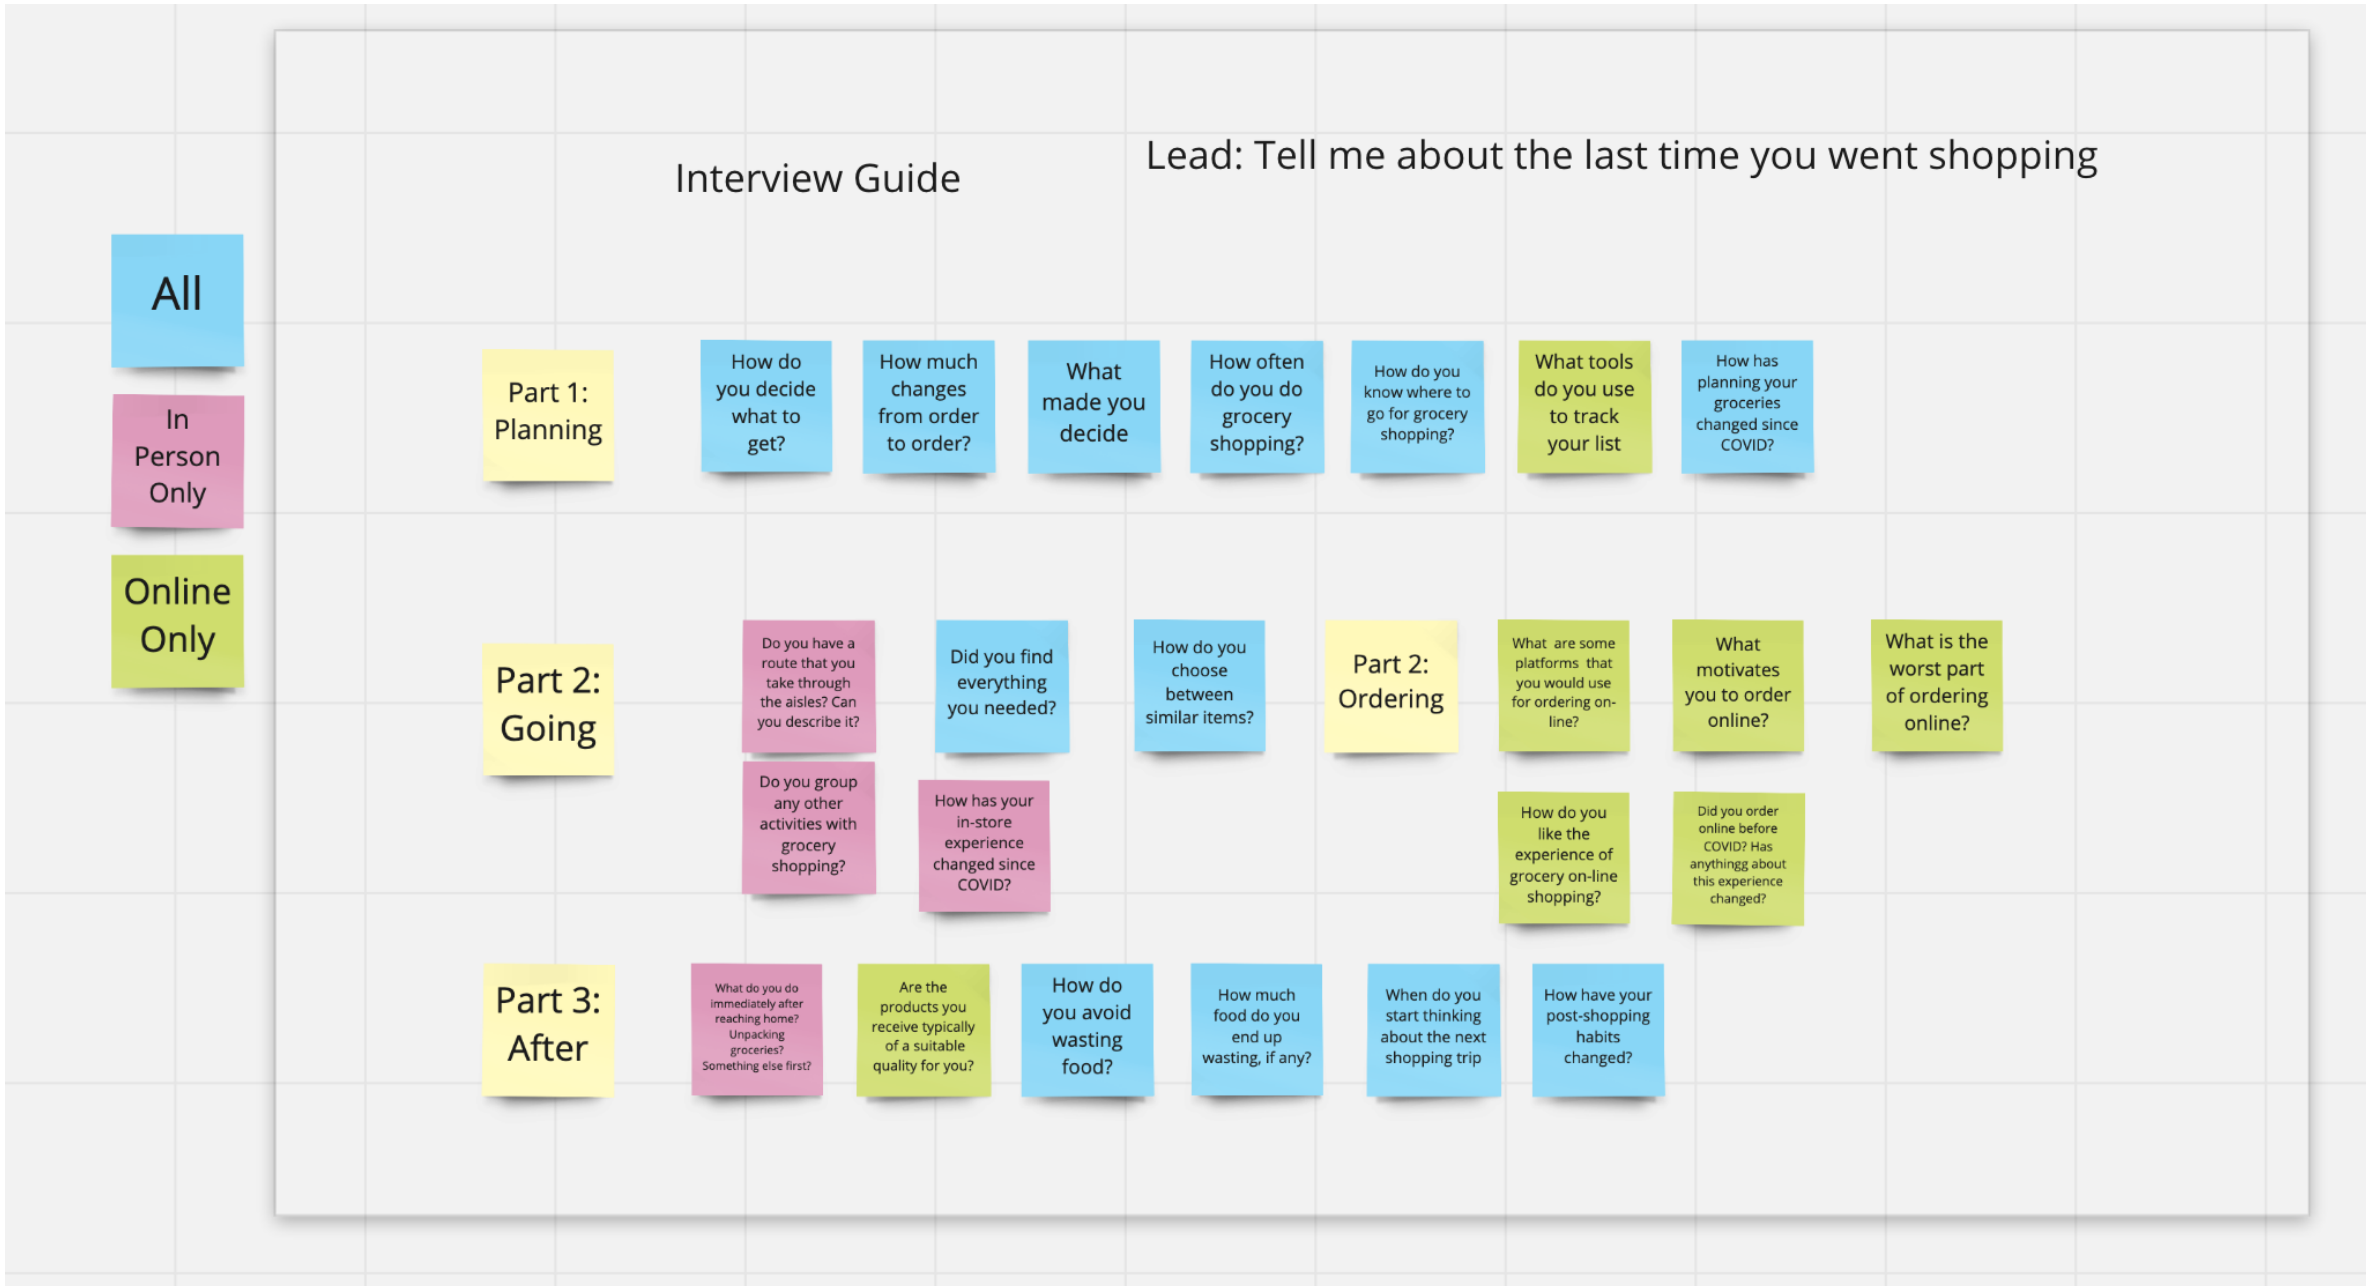 Interview Guide
Lead: Tell me about the last time you went shopping
All
In
Person
Only
Online
Only
Part 1:
Planning
How do
you decide
what to
get?
How much
changes
from order
to order?
What
made you
decide
How often
do you do
grocery
shopping?
How do you
know where to
go for grocery
shopping?
What tools
do you use
to track
your list
How has
planning your
groceries
changed since
COVID?
Part 2:
Going
Do you have a
route that you
take through
the aisles? Can
you describe it?
Did you find
everything
you needed?
How do you
choose
between
similar items?
Do you group
any other
activities with
grocery
shopping?
How has your
in-store
experience
changed since
COVID?
Part 2:
Ordering
What  are some
platforms  that
you would use
for ordering on-
line?
What
motivates
you to order
online?
What is the
worst part
of ordering
online?
How do you
like the
experience of
grocery on-line
shopping?
Did you order
online before
COVID? Has
anythingg about
this experience
changed?
Part 3:
After
What do you do
immediately after
reaching home?
Unpacking
groceries?
Something else first?
Are the
products you
receive typically
of a suitable
quality for you?
How do
you avoid
wasting
food?
How much
food do you
end up
wasting, if any?
When do you
start thinking
about the next
shopping trip
How have your
post-shopping
habits
changed?